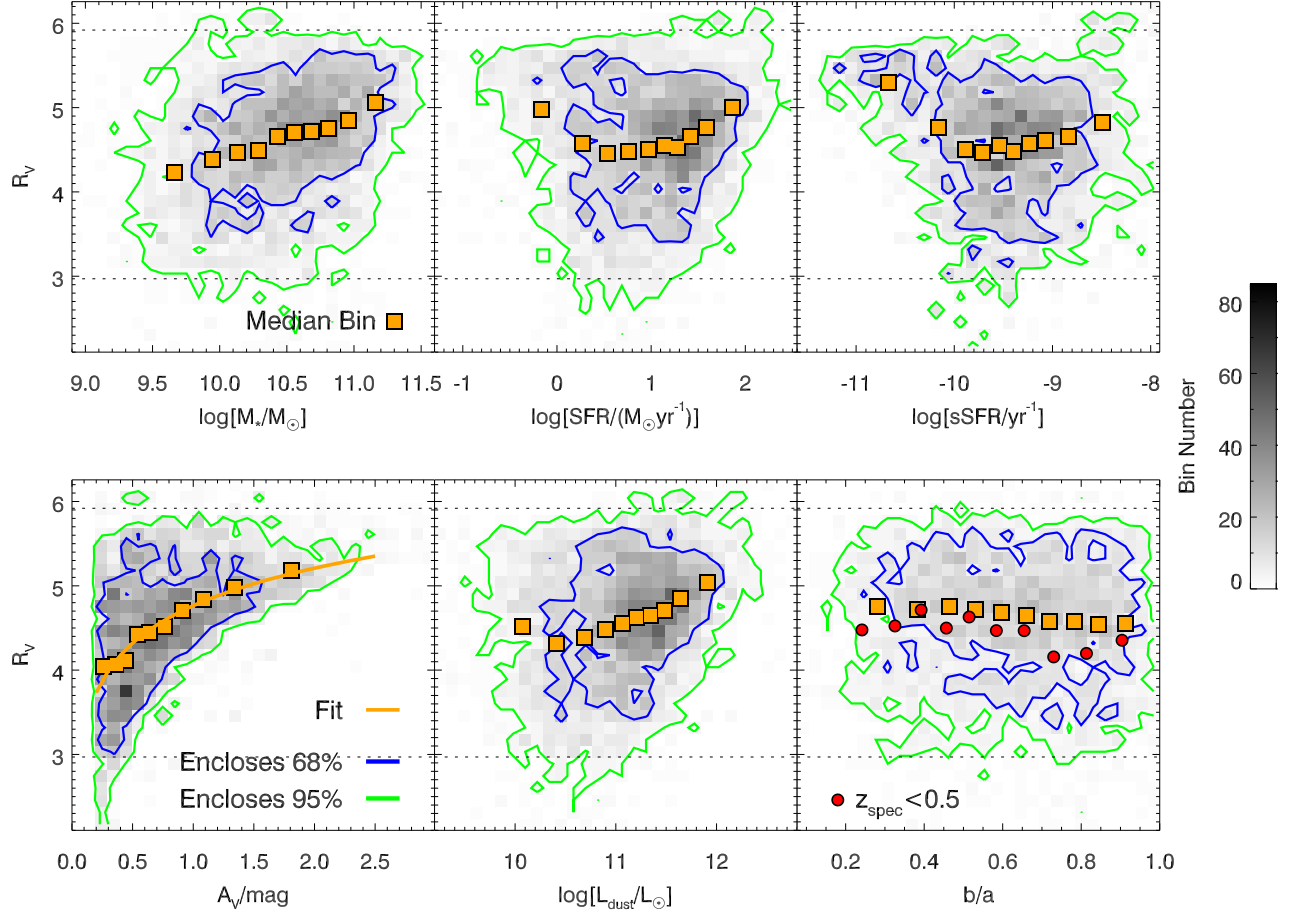 6
5
4
3
R_V
Median Bin
9.0 9.5 10.0 10.5 11.0 11.5
-1 0 1 2
-11 -10 -9 -8
log[M_*/M_⊙]
log[SFR/(M_⊙yr^-1)]
log[sSFR/yr^-1]
80
60
40
20
0
Bin Number
6
5
4
3
R_V
Fit
Encloses 68%
Encloses 95%
z_spec<0.5
0.0 0.5 1.0 1.5 2.0 2.5
10 11 12
0.2 0.4 0.6 0.8 1.0
A_V/mag
log[L_dust/L_⊙]
b/a